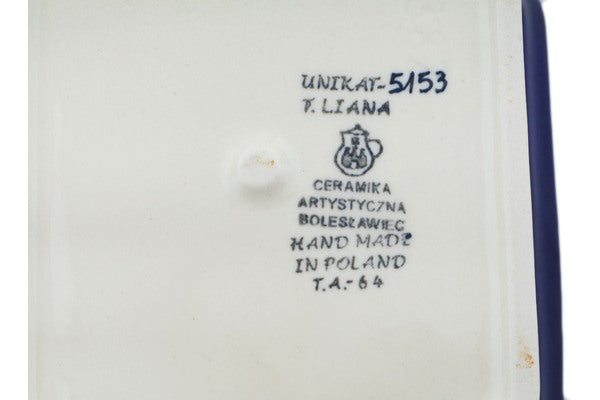 UNIKAT-5153
T. LIANA
CERAMIKA
ARTYSTYCZNA
BOLESŁAWIEC
HAND MADE
IN POLAND
T.A.-64